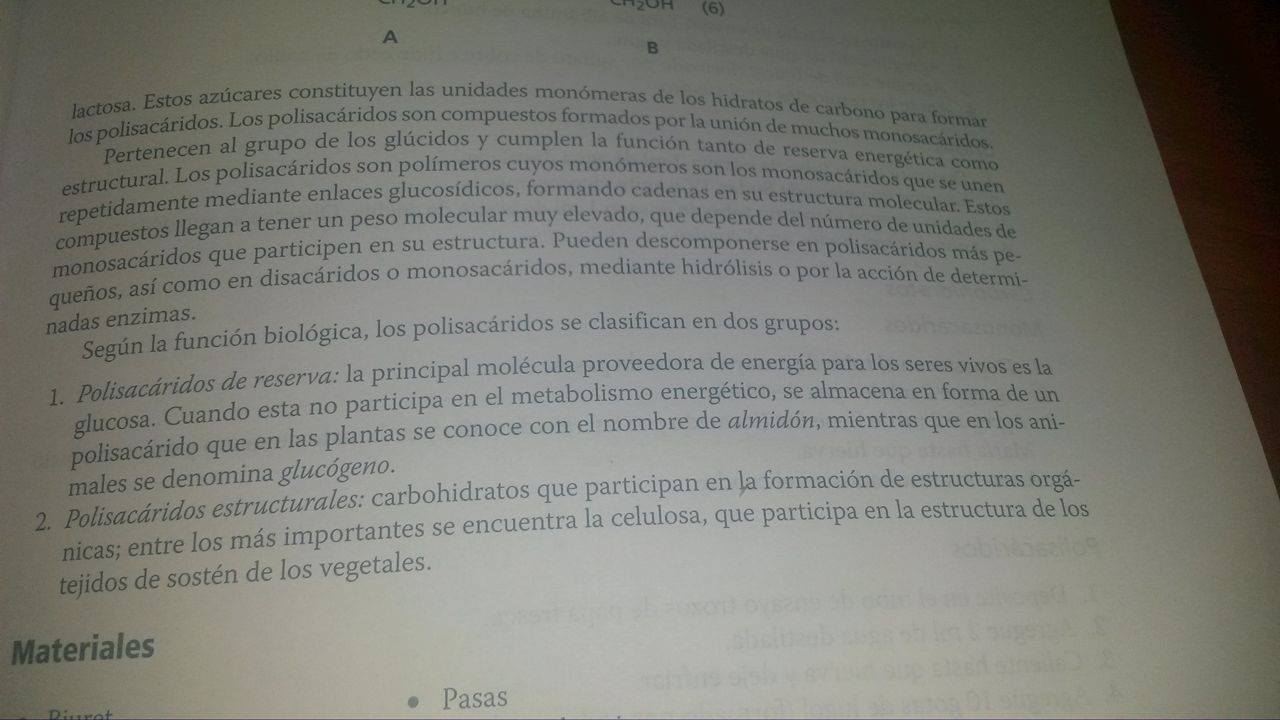 CH₂OH CH₂OH (6)
A B
lactosa. Estos azúcares constituyen las unidades monómeras de los hidratos de carbono para formar
los polisacáridos. Los polisacáridos son compuestos formados por la unión de muchos monosacáridos.
Pertenecen al grupo de los glúcidos y cumplen la función tanto de reserva energética como
estructural. Los polisacáridos son polímeros cuyos monómeros son los monosacáridos que se unen
repetidamente mediante enlaces glucosídicos, formando cadenas en su estructura molecular. Estos
compuestos llegan a tener un peso molecular muy elevado, que depende del número de unidades de
monosacáridos que participen en su estructura. Pueden descomponerse en polisacáridos más pe-
queños, así como en disacáridos o monosacáridos, mediante hidrólisis o por la acción de determi-
nadas enzimas.
Según la función biológica, los polisacáridos se clasifican en dos grupos:
1. Polisacáridos de reserva: la principal molécula proveedora de energía para los seres vivos es la
glucosa. Cuando esta no participa en el metabolismo energético, se almacena en forma de un
polisacárido que en las plantas se conoce con el nombre de almidón, mientras que en los ani-
males se denomina glucógeno.
2. Polisacáridos estructurales: carbohidratos que participan en la formación de estructuras orgá-
nicas; entre los más importantes se encuentra la celulosa, que participa en la estructura de los
tejidos de sostén de los vegetales.
Materiales
Biuret • Pasas